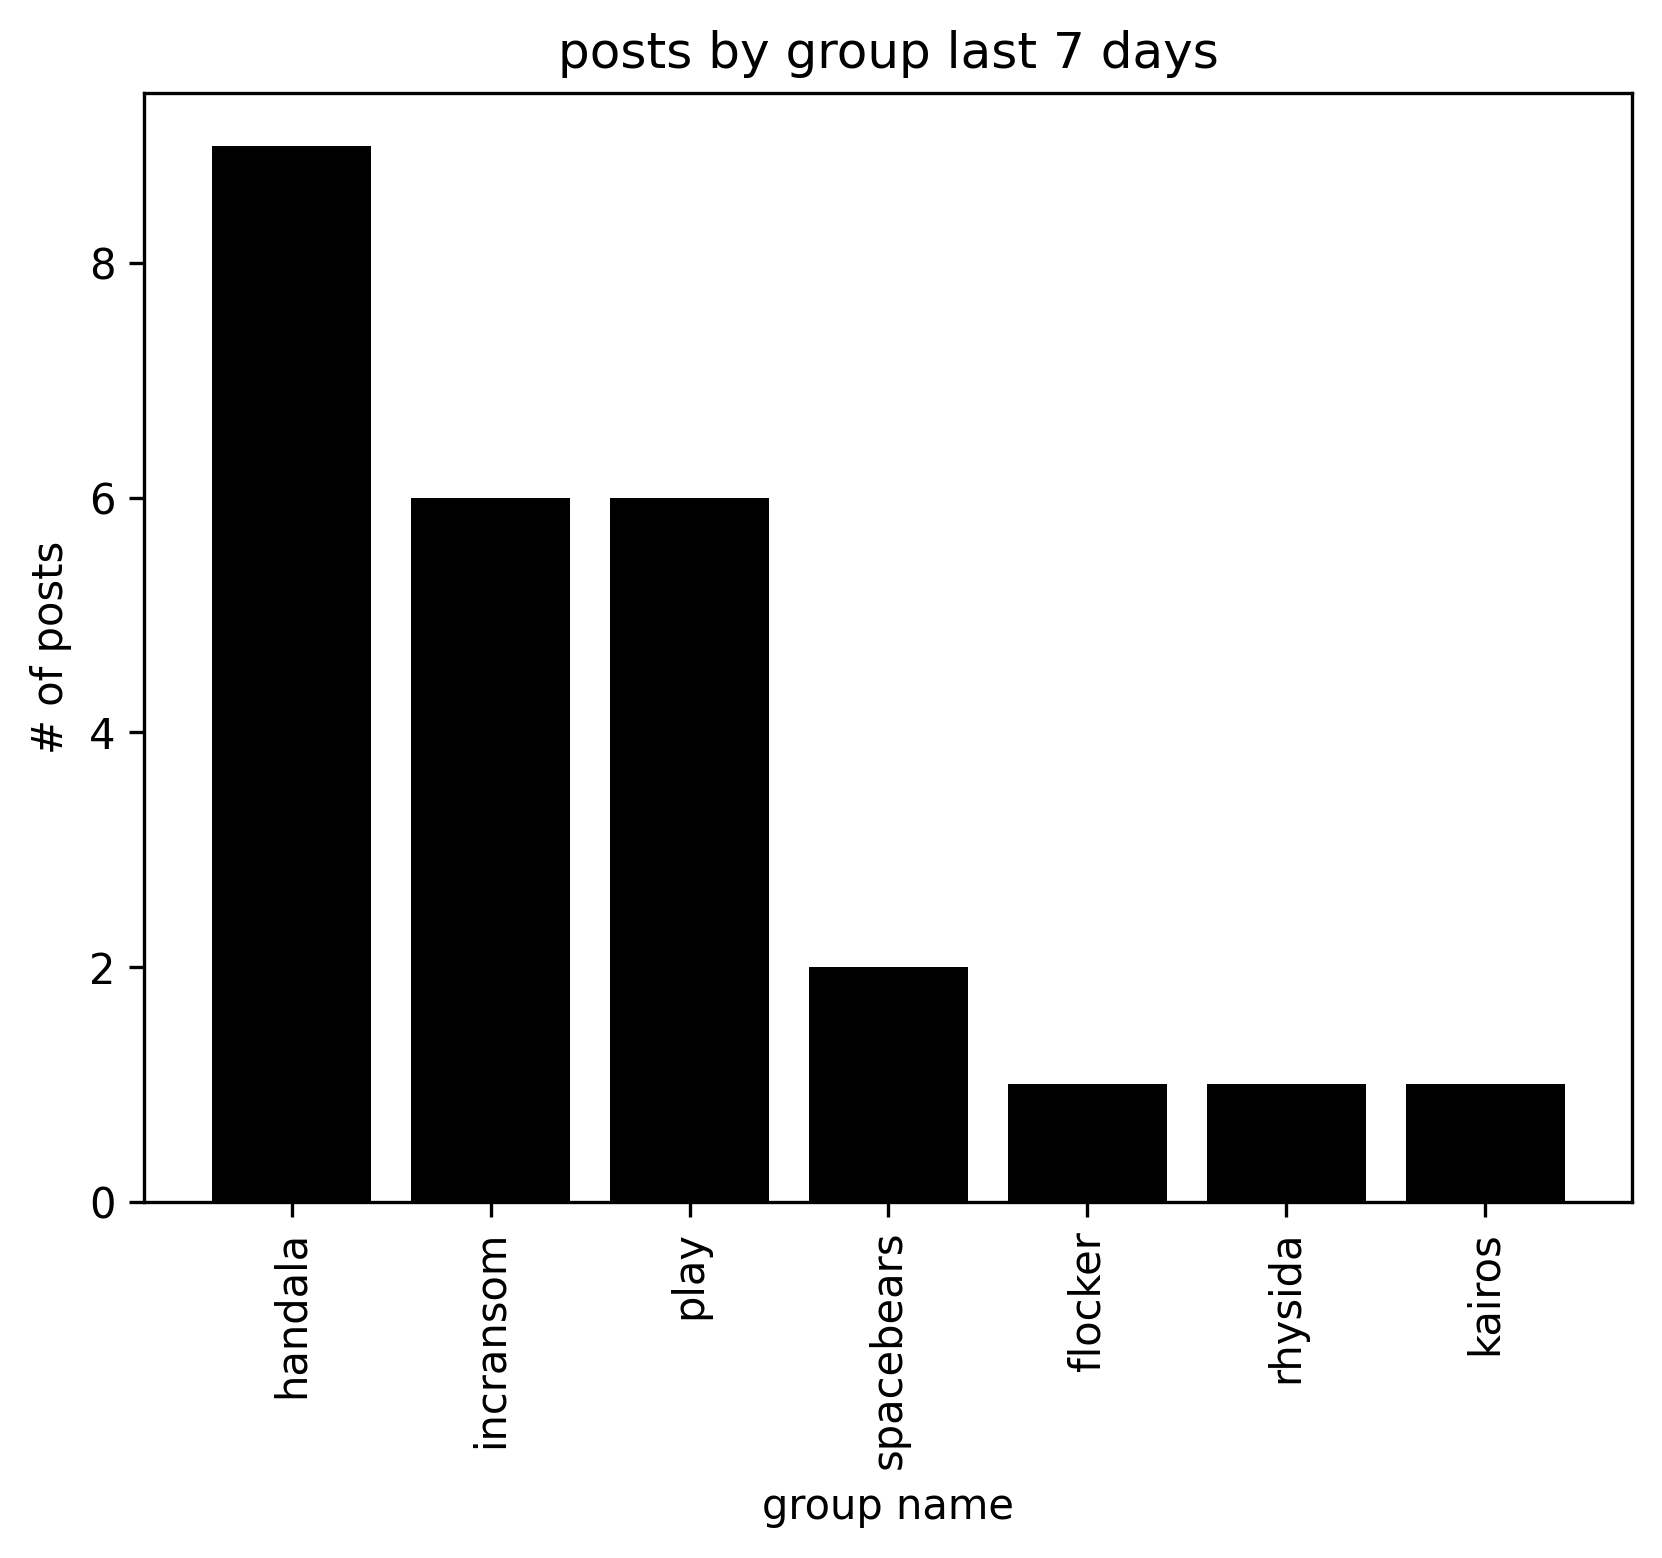 posts by group last 7 days
# of posts
8
6
4
2
0
handala
incransom
play
spacebears
flocker
rhysida
kairos
group name